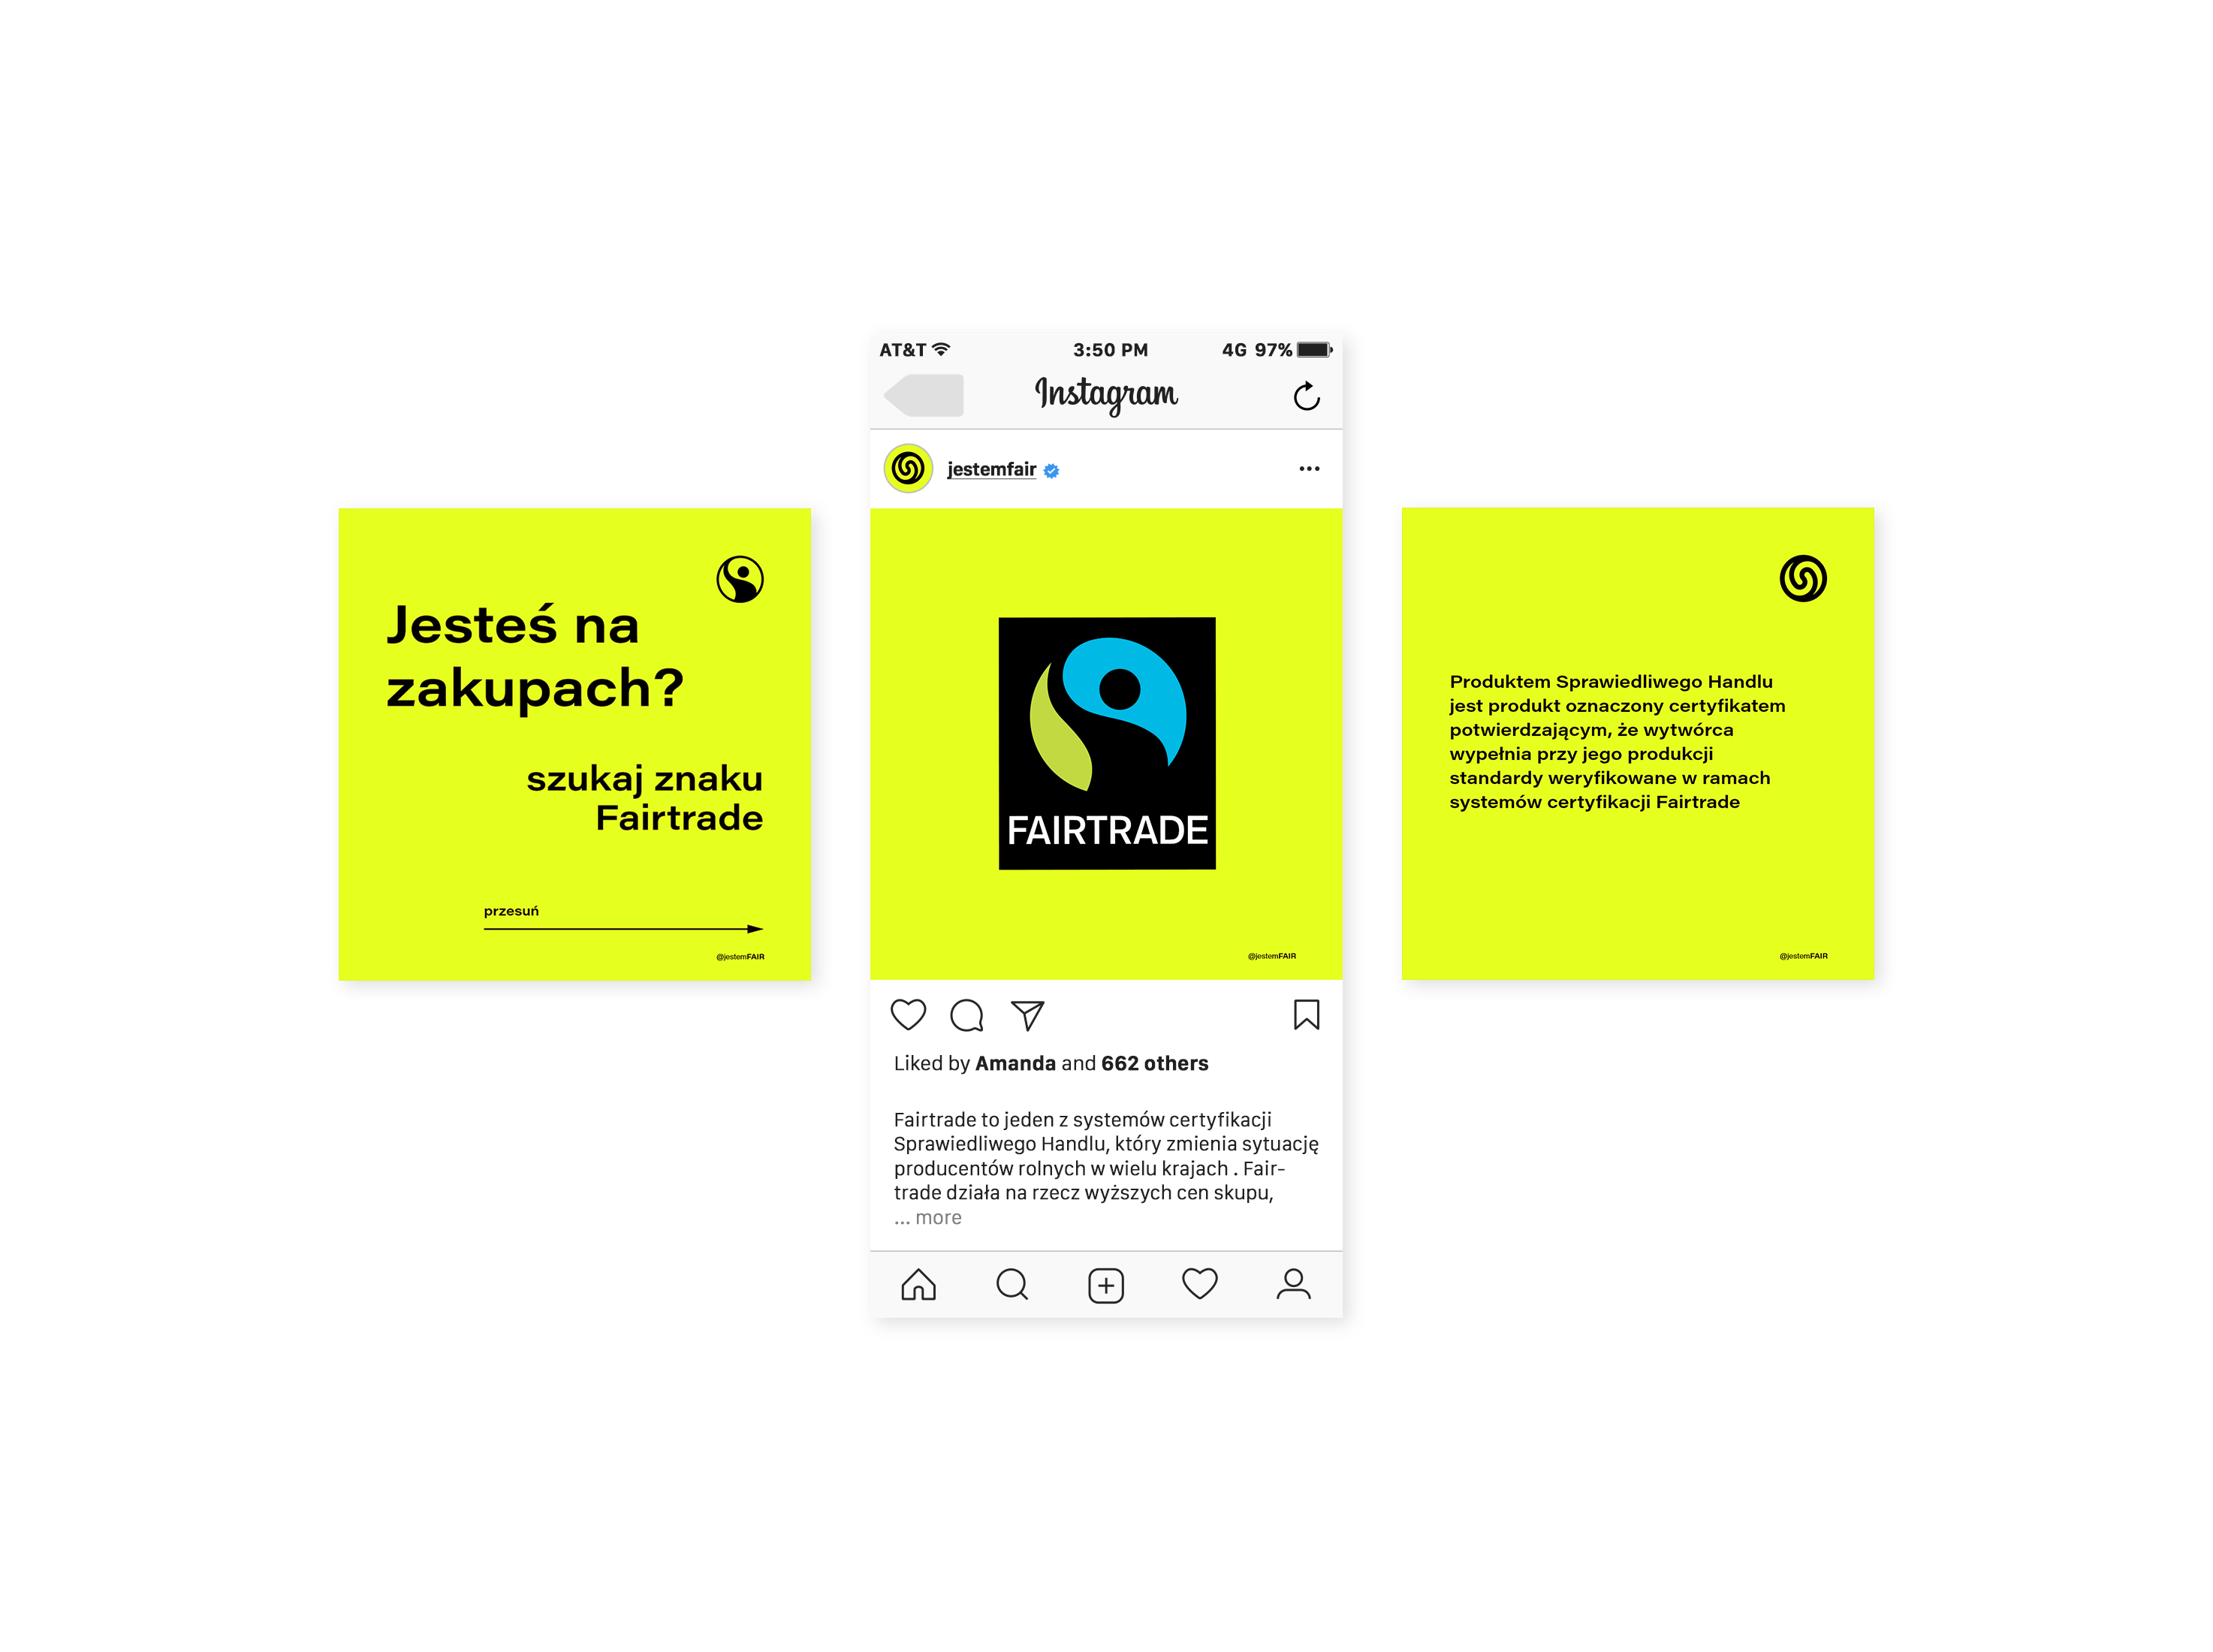 Jesteś na
zakupach?
szukaj znaku
Fairtrade
przesuń
@jestemFAIR
AT&T 3:50 PM 4G 97%
Instagram
jestemfair
FAIRTRADE
@jestemFAIR
Liked by Amanda and 662 others
Fairtrade to jeden z systemów certyfikacji
Sprawiedliwego Handlu, który zmienia sytuację
producentów rolnych w wielu krajach . Fair-
trade działa na rzecz wyższych cen skupu,
... more
Produktem Sprawiedliwego Handlu
jest produkt oznaczony certyfikatem
potwierdzającym, że wytwórca
wypełnia przy jego produkcji
standardy weryfikowane w ramach
systemów certyfikacji Fairtrade
@jestemFAIR